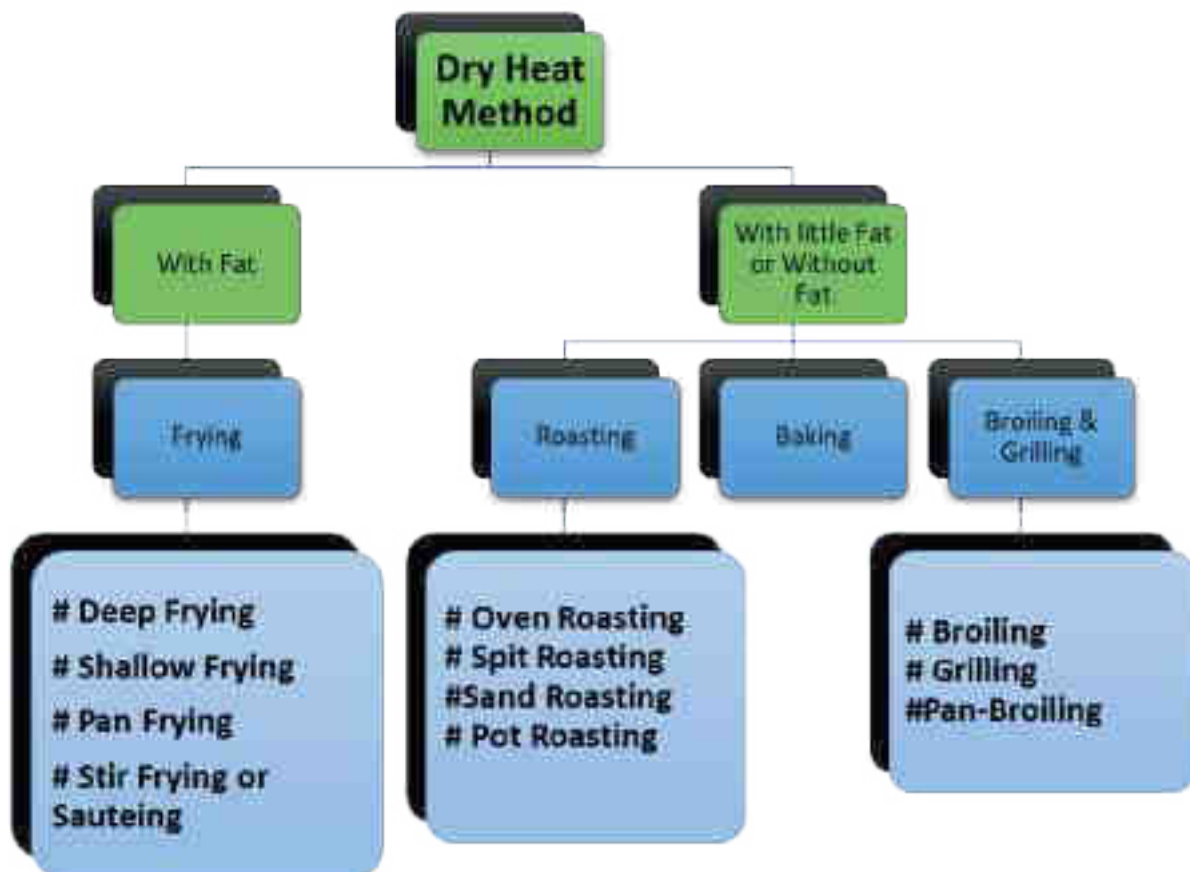 Dry Heat
Method
With Fat
With little Fat
or Without
Fat
Frying
Roasting
Baking
Broiling &
Grilling
# Deep Frying
# Shallow Frying
# Pan Frying
# Stir Frying or
Sauteing
# Oven Roasting
# Spit Roasting
#Sand Roasting
# Pot Roasting
# Broiling
# Grilling
#Pan-Broiling